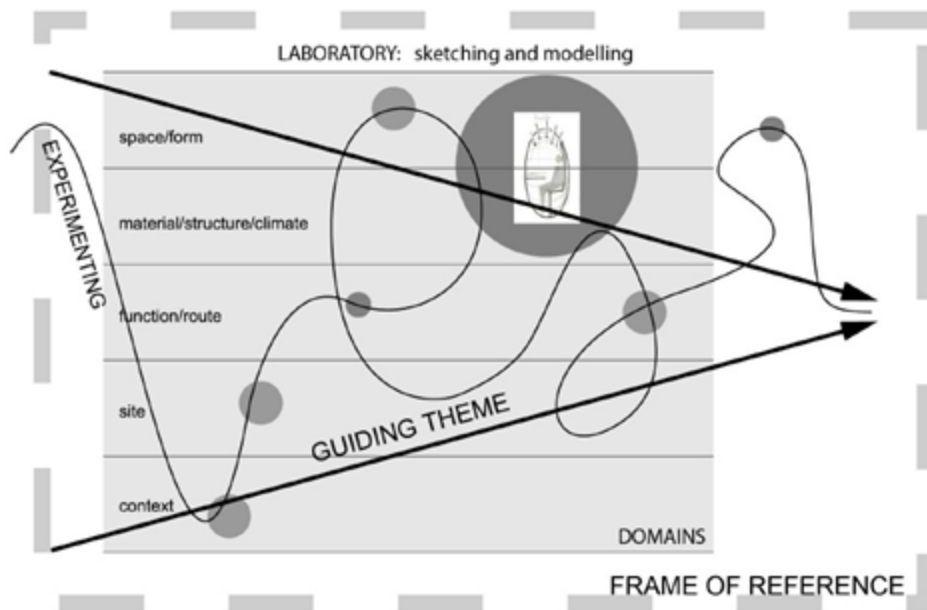 LABORATORY: sketching and modelling
space/form
EXPERIMENTING
material/structure/climate
function/route
site
GUIDING THEME
context
DOMAINS
FRAME OF REFERENCE